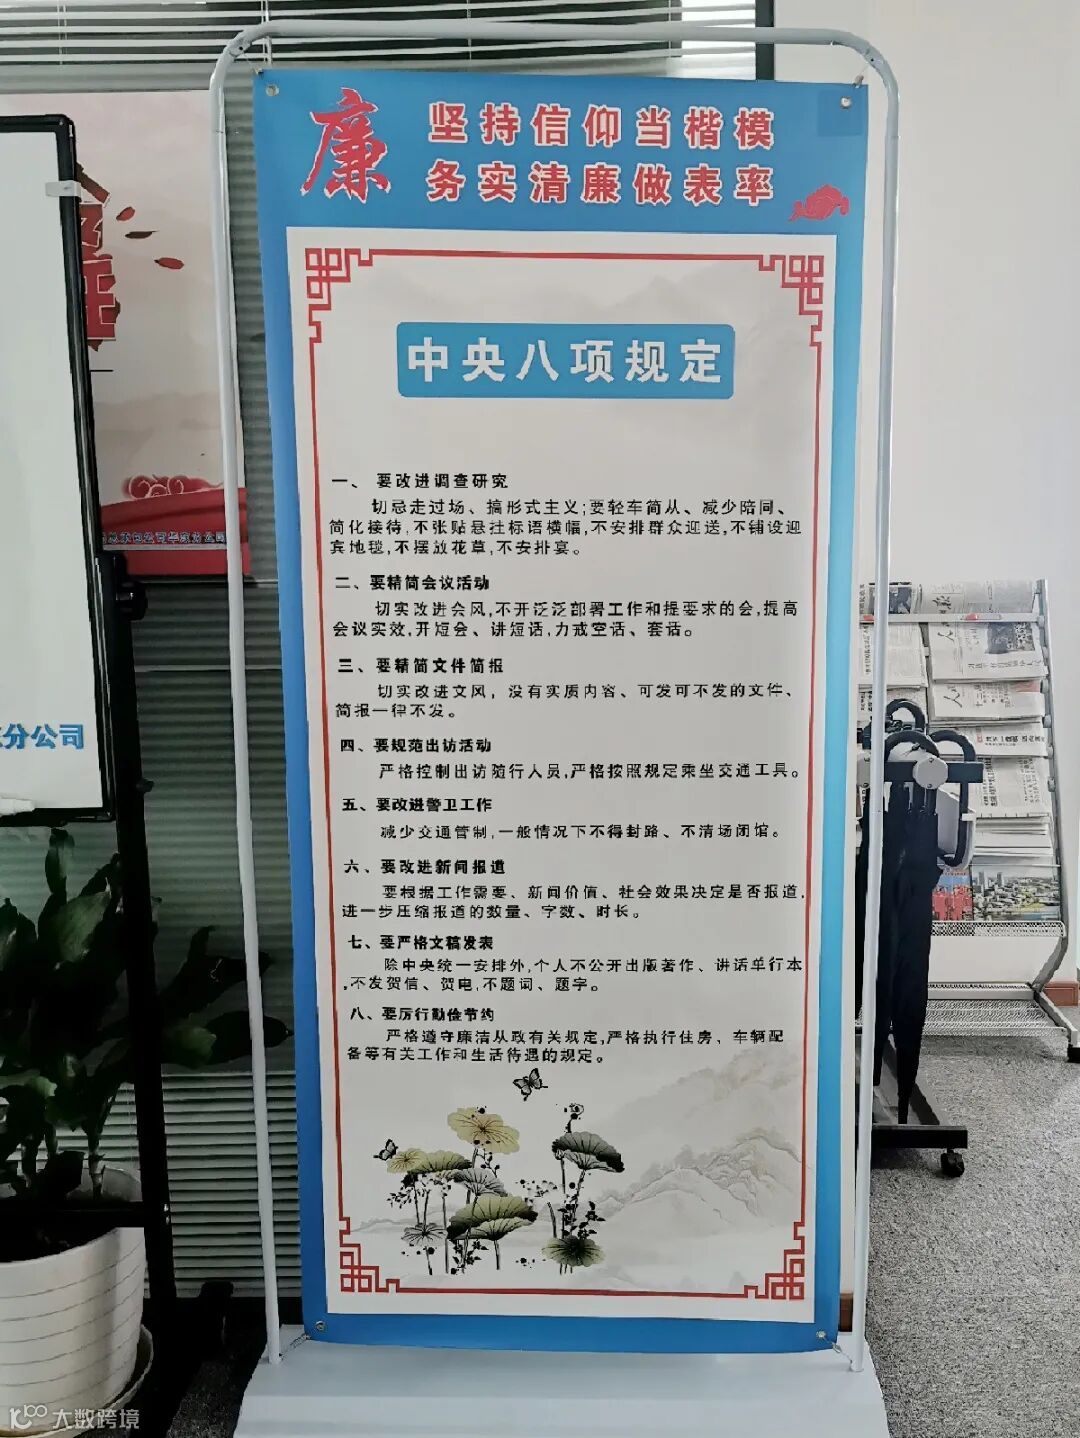 廉
坚持信仰当楷模
务实清廉做表率
中央八项规定
一、要改进调查研究
切忌走过场、搞形式主义;要轻车简从、减少陪同、
简化接待,不张贴悬挂标语横幅,不安排群众迎送,不铺设迎
宾地毯,不摆放花草,不安排宴。
二、要精简会议活动
切实改进会风,不开泛泛部署工作和提要求的会,提高
会议实效,开短会、讲短话,力戒空话、套话。
三、要精简文件简报
切实改进文风,没有实质内容、可发可不发的文件、
简报一律不发。
四、要规范出访活动
严格控制出访随行人员,严格按照规定乘坐交通工具。
五、要改进警卫工作
减少交通管制,一般情况下不得封路、不清场闭馆。
六、要改进新闻报道
要根据工作需要、新闻价值、社会效果决定是否报道,
进一步压缩报道的数量、字数、时长。
七、要严格文稿发表
除中央统一安排外,个人不公开出版著作、讲话单行本
,不发贺信、贺电,不题词、题字。
八、要厉行勤俭节约
严格遵守廉洁从政有关规定,严格执行住房、车辆配
备等有关工作和生活待遇的规定。
分公司
大数跨境